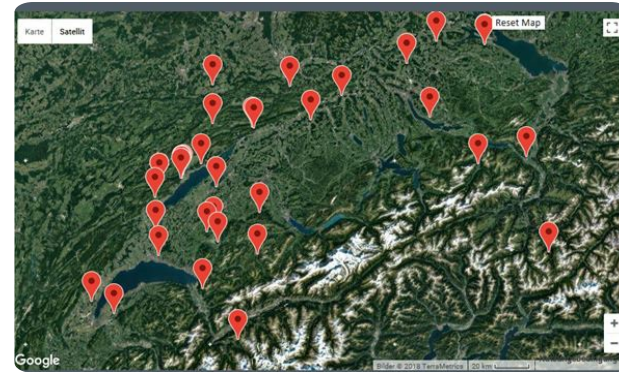 Karte Satellit
Reset Map
+
−
Google
Bilder © 2018 TerraMetrics 20 km